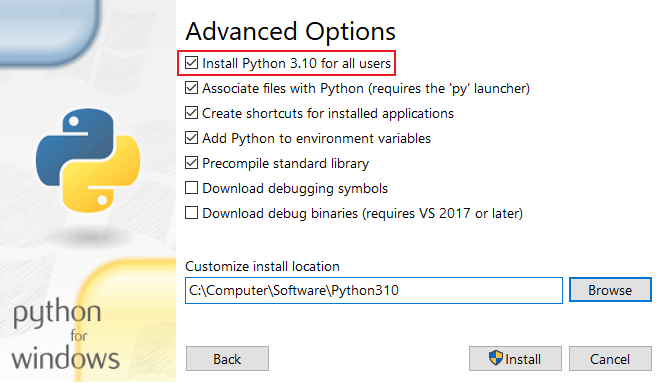 Advanced Options
Install Python 3.10 for all users
Associate files with Python (requires the 'py' launcher)
Create shortcuts for installed applications
Add Python to environment variables
Precompile standard library
Download debugging symbols
Download debug binaries (requires VS 2017 or later)
Customize install location
C:\Computer\Software\Python310
Browse
python
for
windows
Back
Install
Cancel